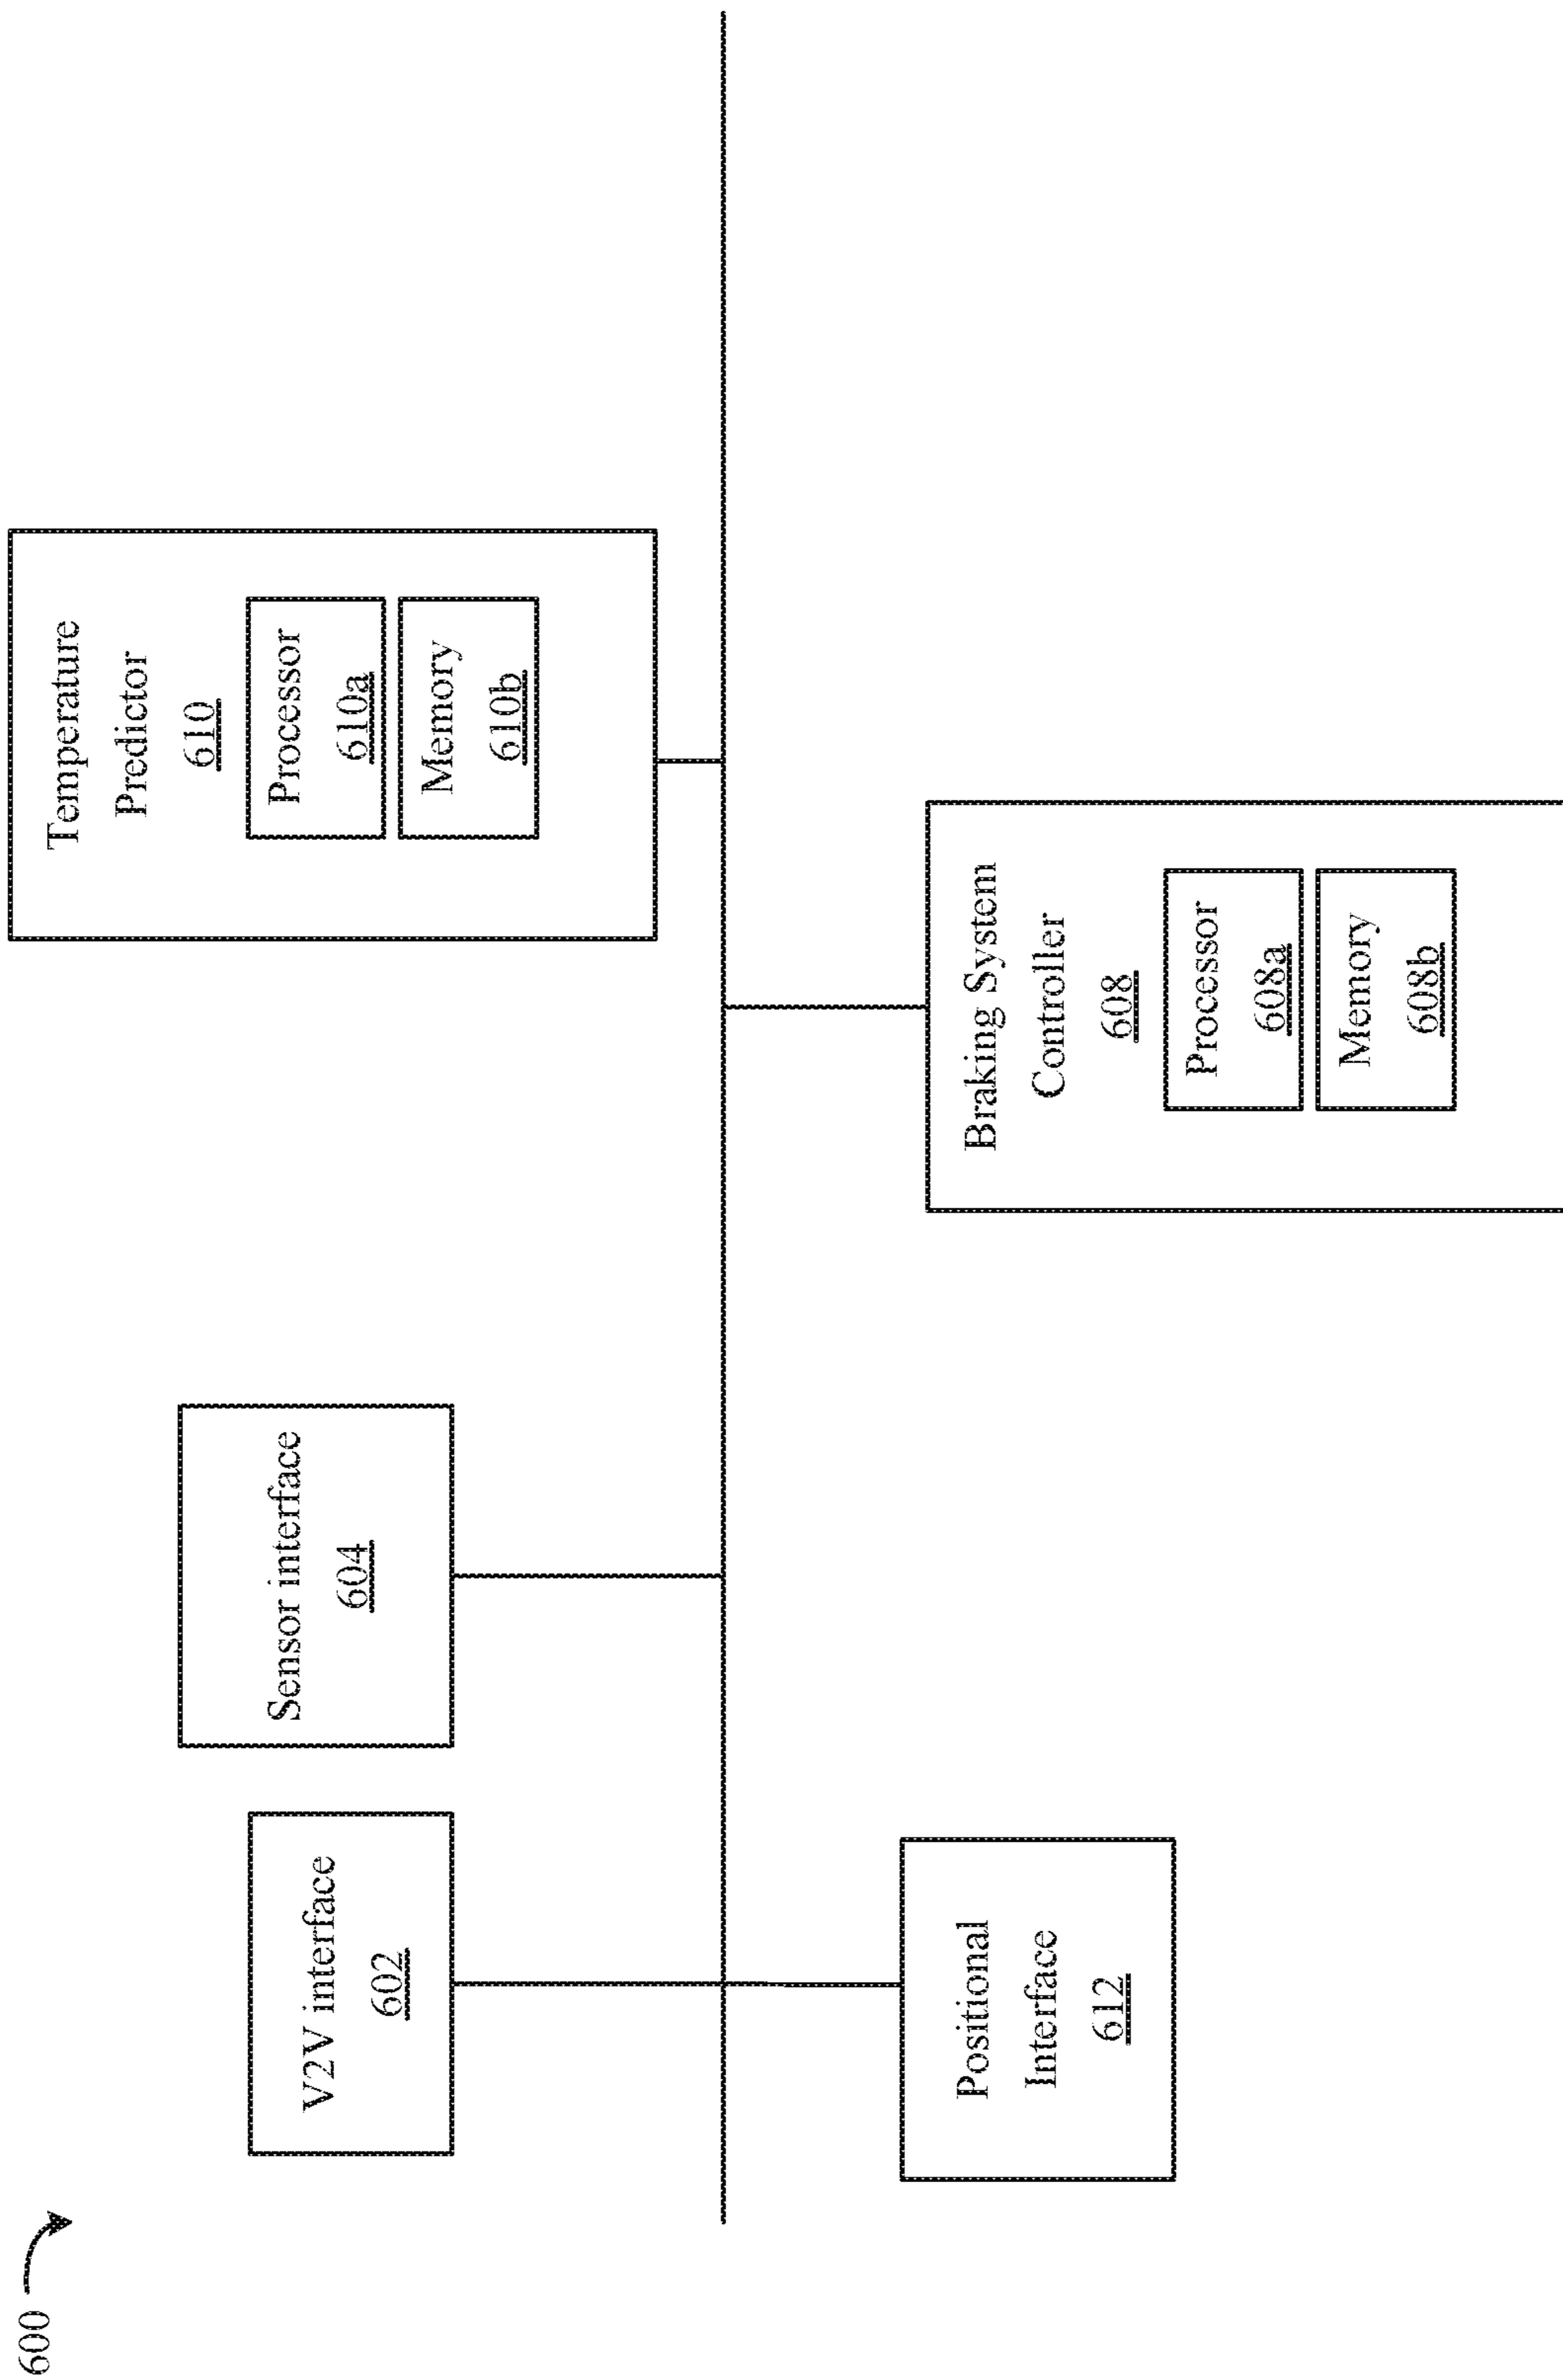 600
V2V interface
602
Sensor interface
604
Temperature
Predictor
610
Processor
610a
Memory
610b
Positional
Interface
612
Braking System
Controller
608
Processor
608a
Memory
608b